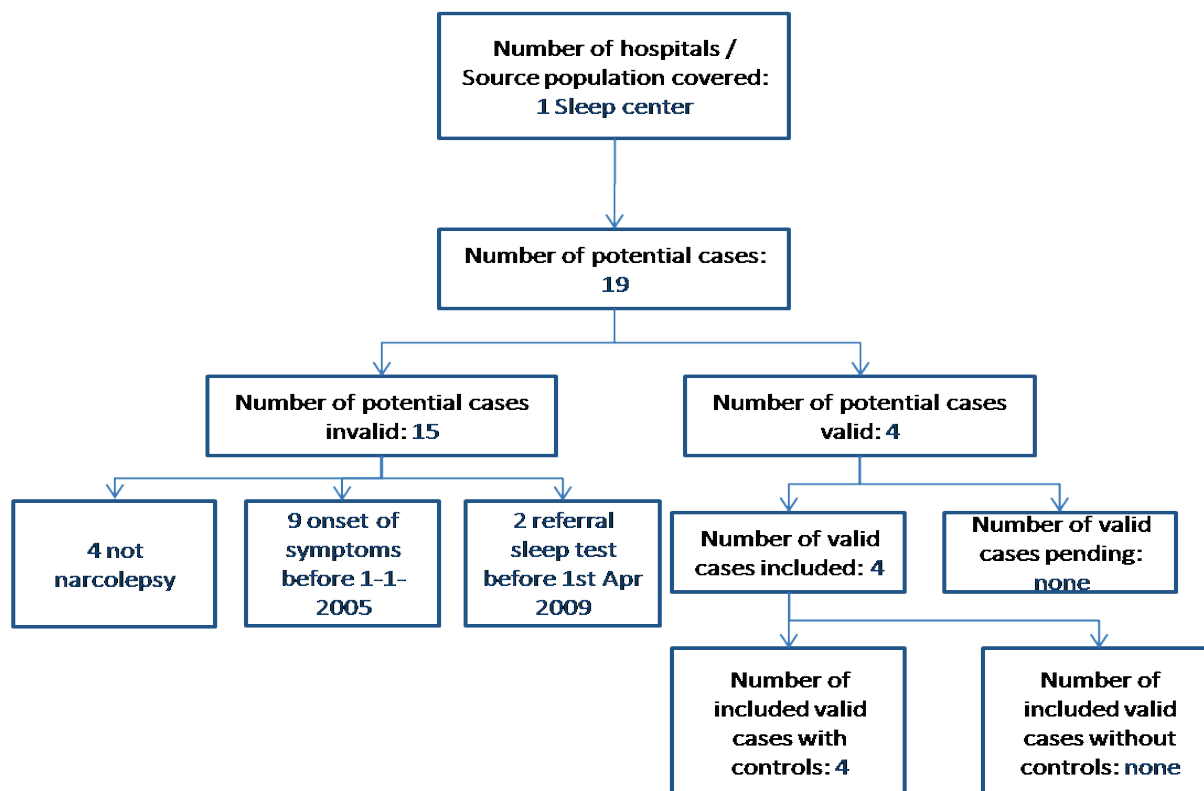 Number of hospitals /
Source population covered:
1 Sleep center
Number of potential cases:
19
Number of potential cases
invalid: 15
Number of potential cases
valid: 4
4 not
narcolepsy
9 onset of
symptoms
before 1-1-
2005
2 referral
sleep test
before 1st Apr
2009
Number of valid
cases included: 4
Number of valid
cases pending:
none
Number of
included valid
cases with
controls: 4
Number of
included valid
cases without
controls: none